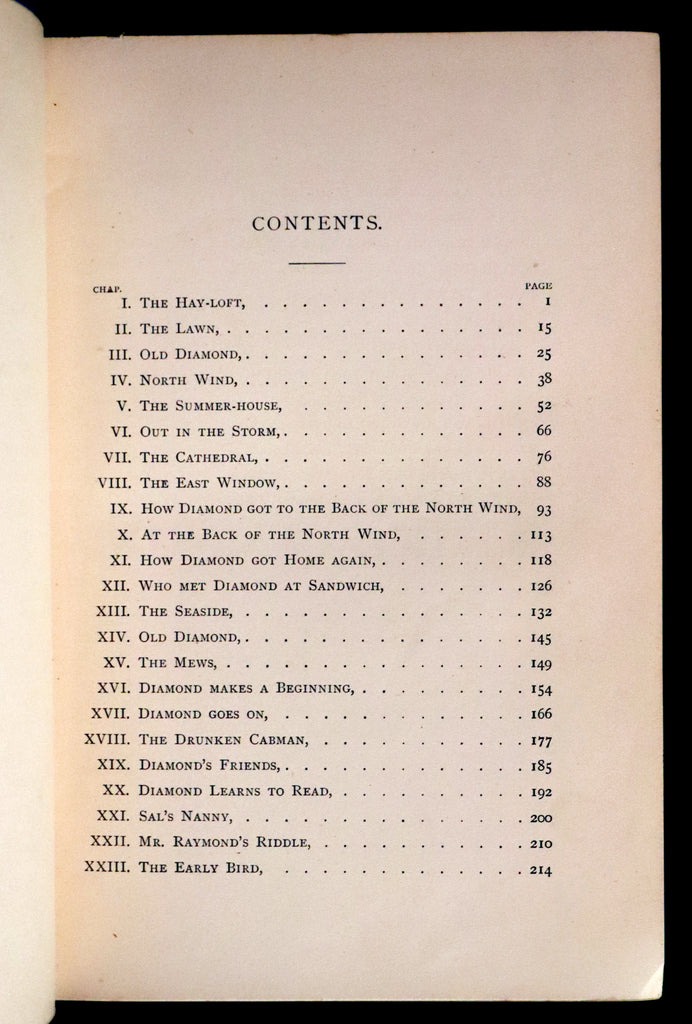 CONTENTS.
CHAP. PAGE
I. THE HAY-LOFT, . . . . . . . . . . . . . . 1
II. THE LAWN, . . . . . . . . . . . . . . . . 15
III. OLD DIAMOND, . . . . . . . . . . . . . . . 25
IV. NORTH WIND, . . . . . . . . . . . . . . . 38
V. THE SUMMER-HOUSE, . . . . . . . . . . . . 52
VI. OUT IN THE STORM, . . . . . . . . . . . . . 66
VII. THE CATHEDRAL, . . . . . . . . . . . . . . 76
VIII. THE EAST WINDOW, . . . . . . . . . . . . . 88
IX. HOW DIAMOND GOT TO THE BACK OF THE NORTH WIND, 93
X. AT THE BACK OF THE NORTH WIND, . . . . . . 113
XI. HOW DIAMOND GOT HOME AGAIN, . . . . . . . . 118
XII. WHO MET DIAMOND AT SANDWICH, . . . . . . . 126
XIII. THE SEASIDE, . . . . . . . . . . . . . . . 132
XIV. OLD DIAMOND, . . . . . . . . . . . . . . . 145
XV. THE MEWS, . . . . . . . . . . . . . . . . 149
XVI. DIAMOND MAKES A BEGINNING, . . . . . . . . . 154
XVII. DIAMOND GOES ON, . . . . . . . . . . . . . 166
XVIII. THE DRUNKEN CABMAN, . . . . . . . . . . . 177
XIX. DIAMOND'S FRIENDS, . . . . . . . . . . . . . 185
XX. DIAMOND LEARNS TO READ, . . . . . . . . . . 192
XXI. SAL'S NANNY, . . . . . . . . . . . . . . . 200
XXII. MR. RAYMOND'S RIDDLE, . . . . . . . . . . . 210
XXIII. THE EARLY BIRD, . . . . . . . . . . . . . 214